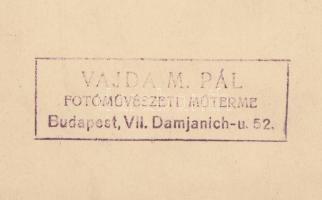 VAJDA M. PÁL
FOTÓMŰVÉSZETI MŰTERME
Budapest, VII. Damjanich-u. 52.